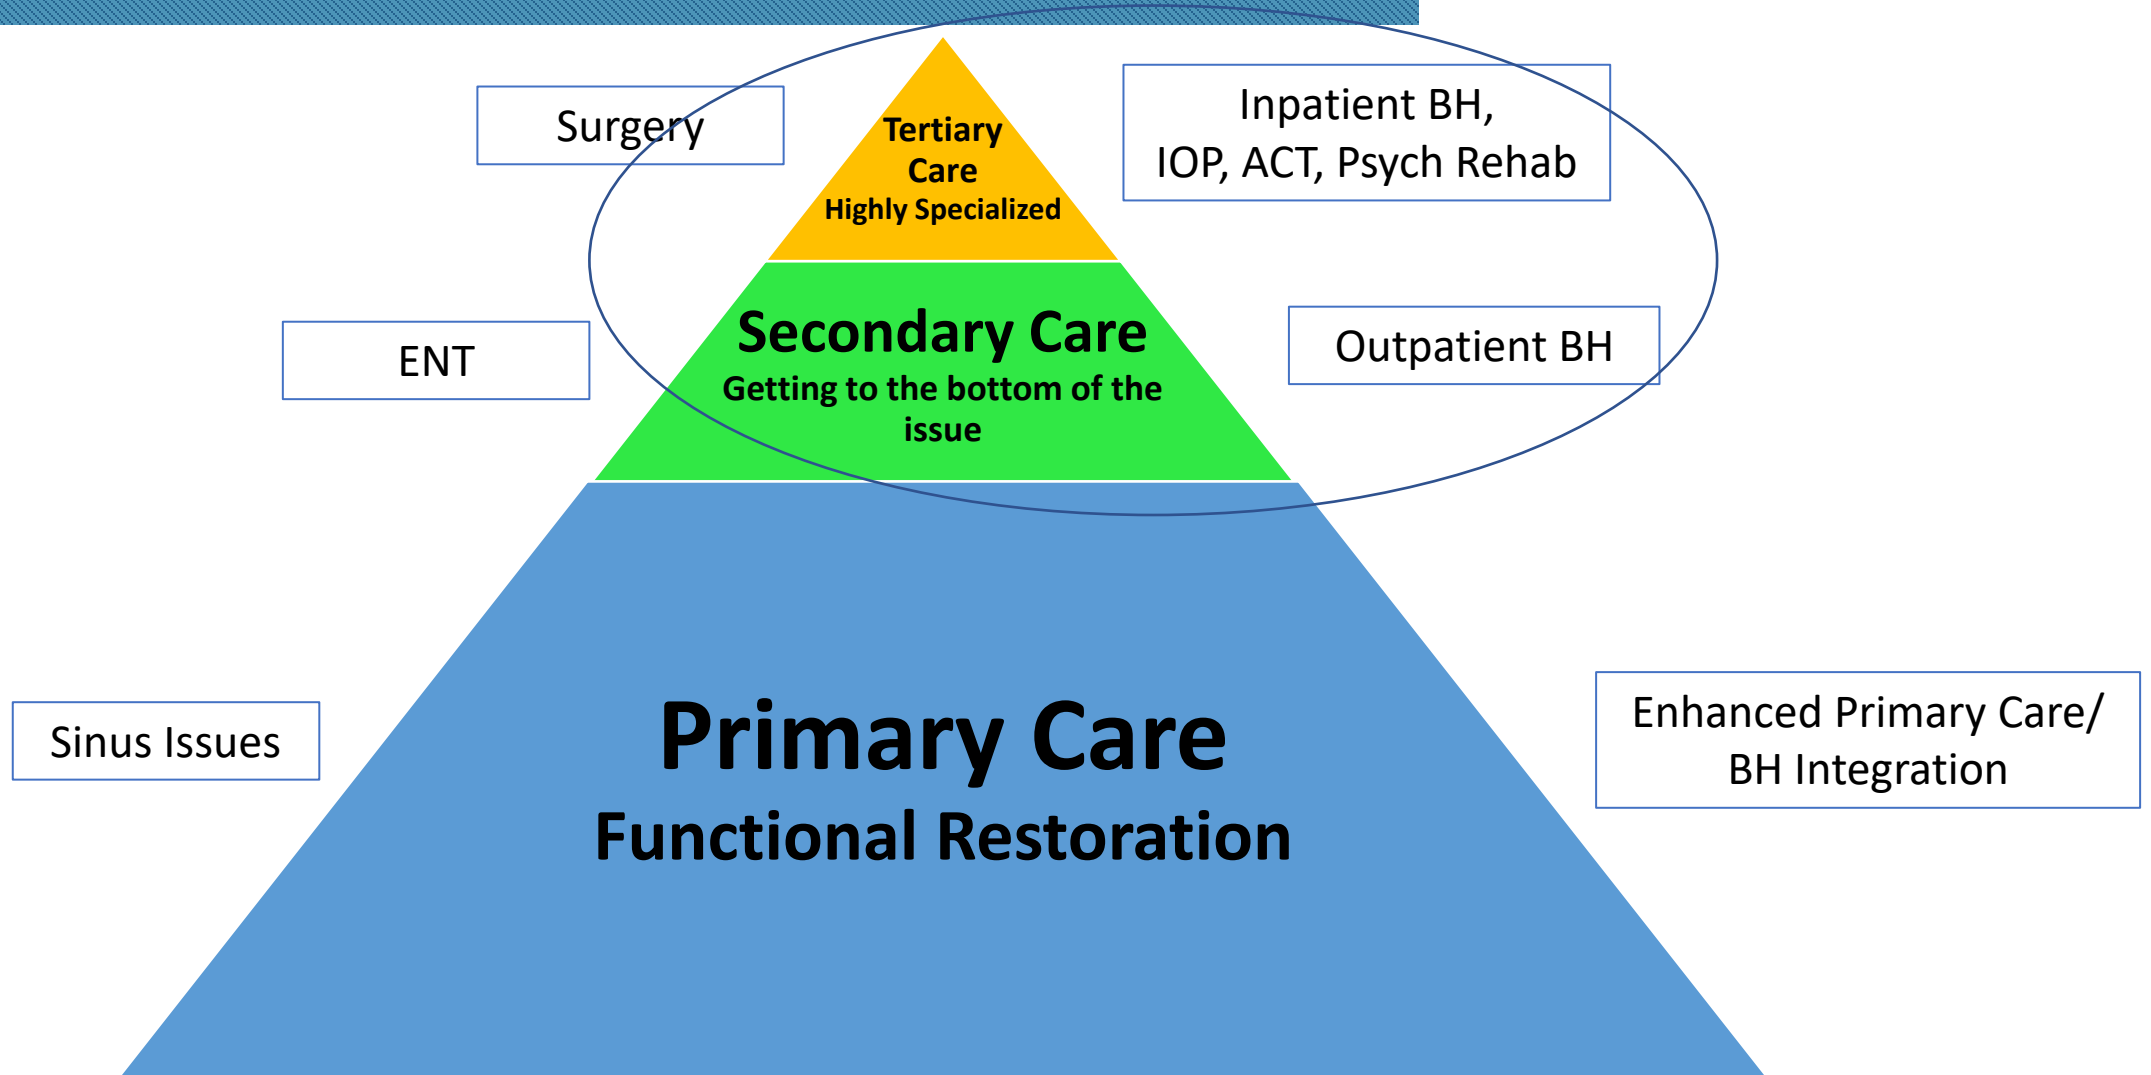 Surgery
Tertiary
Care
Highly Specialized
Inpatient BH,
IOP, ACT, Psych Rehab
ENT
Secondary Care
Getting to the bottom of the
issue
Outpatient BH
Sinus Issues
Primary Care
Functional Restoration
Enhanced Primary Care/
BH Integration